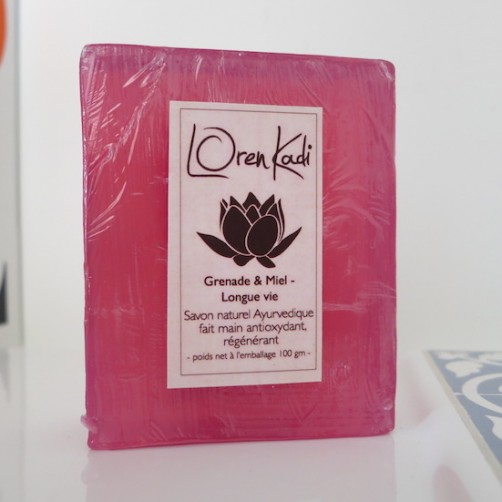 Loren Kadi
Grenade & Miel -
Longue vie
Savon naturel Ayurvedique
fait main antioxydant,
régénérant
- poids net à l'emballage 100 gm -